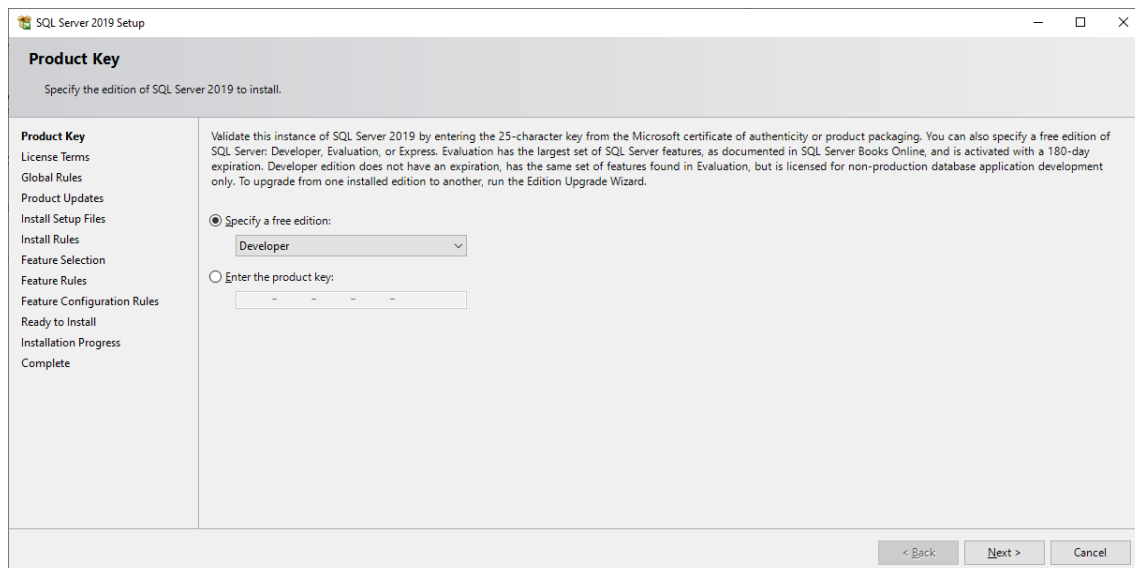 SQL Server 2019 Setup
Product Key
Specify the edition of SQL Server 2019 to install.
Product Key
License Terms
Global Rules
Product Updates
Install Setup Files
Install Rules
Feature Selection
Feature Rules
Feature Configuration Rules
Ready to Install
Installation Progress
Complete
Validate this instance of SQL Server 2019 by entering the 25-character key from the Microsoft certificate of authenticity or product packaging. You can also specify a free edition of
SQL Server: Developer, Evaluation, or Express. Evaluation has the largest set of SQL Server features, as documented in SQL Server Books Online, and is activated with a 180-day
expiration. Developer edition does not have an expiration, has the same set of features found in Evaluation, but is licensed for non-production database application development
only. To upgrade from one installed edition to another, run the Edition Upgrade Wizard.
Specify a free edition:
Developer
Enter the product key:
- - - -
< Back
Next >
Cancel